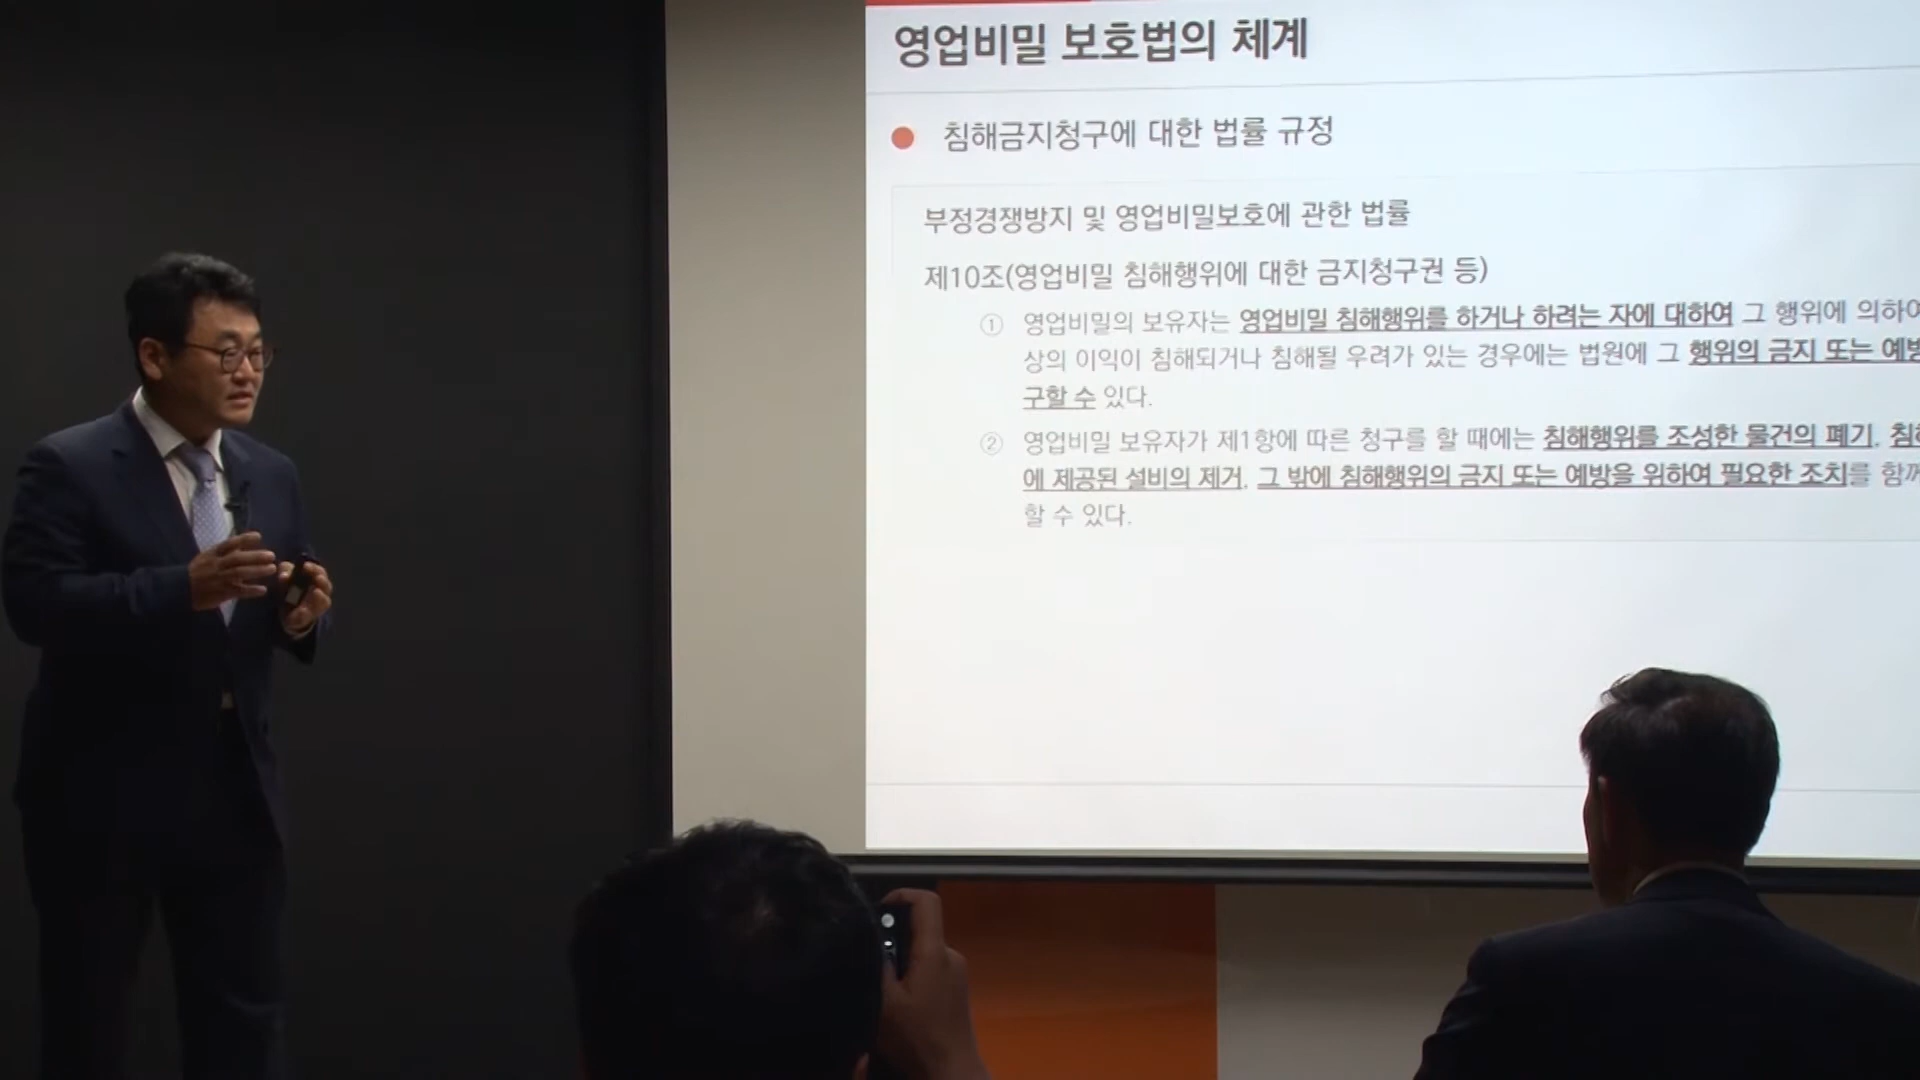 영업비밀 보호법의 체계
침해금지청구에 대한 법률 규정
부정경쟁방지 및 영업비밀보호에 관한 법률
제10조(영업비밀 침해행위에 대한 금지청구권 등)
① 영업비밀의 보유자는 영업비밀 침해행위를 하거나 하려는 자에 대하여 그 행위에 의하여
상의 이익이 침해되거나 침해될 우려가 있는 경우에는 법원에 그 행위의 금지 또는 예방
구할 수 있다.
② 영업비밀 보유자가 제1항에 따른 청구를 할 때에는 침해행위를 조성한 물건의 폐기, 침해
에 제공된 설비의 제거, 그 밖에 침해행위의 금지 또는 예방을 위하여 필요한 조치를 함께
할 수 있다.